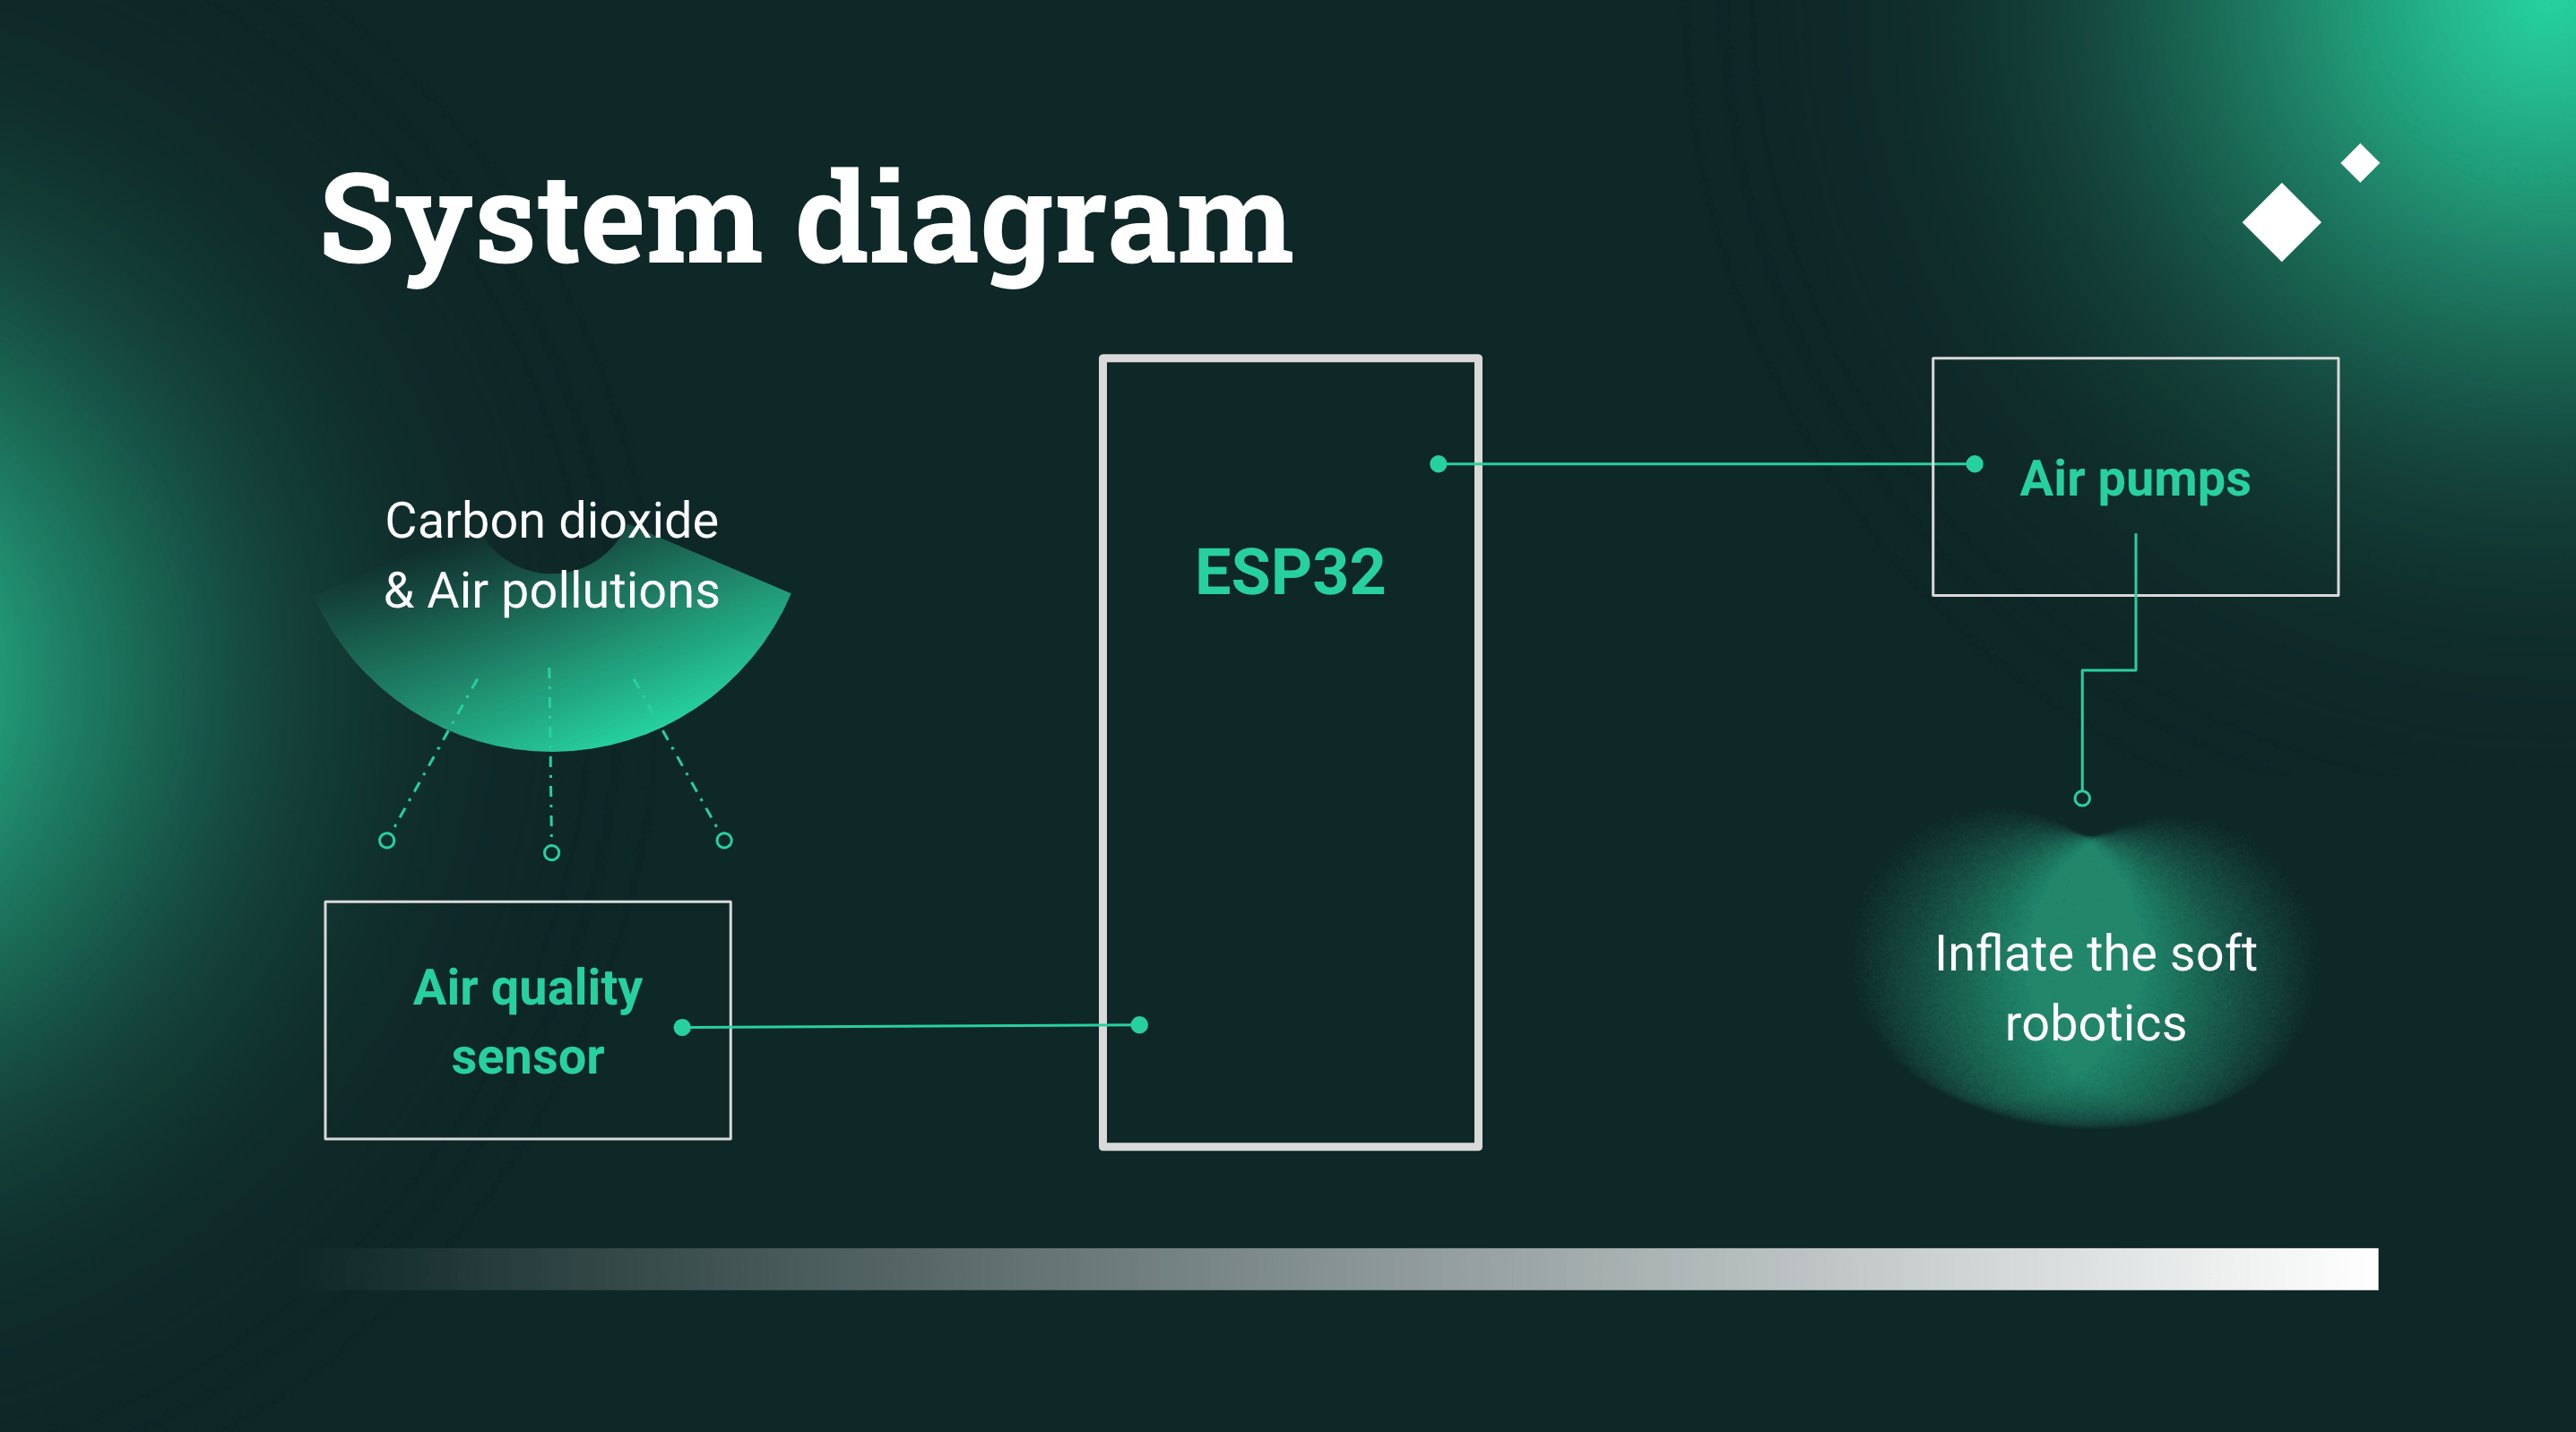 System diagram
Carbon dioxide
& Air pollutions
Air quality
sensor
ESP32
Air pumps
Inflate the soft
robotics